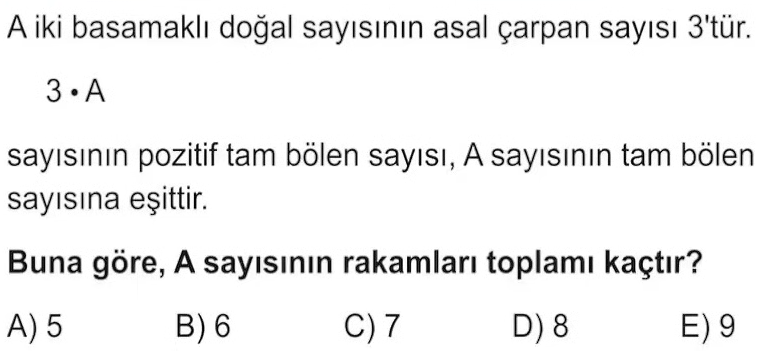 A iki basamaklı doğal sayısının asal çarpan sayısı 3'tür.
3 • A
sayısının pozitif tam bölen sayısı, A sayısının tam bölen
sayısına eşittir.
Buna göre, A sayısının rakamları toplamı kaçtır?
A) 5 B) 6 C) 7 D) 8 E) 9